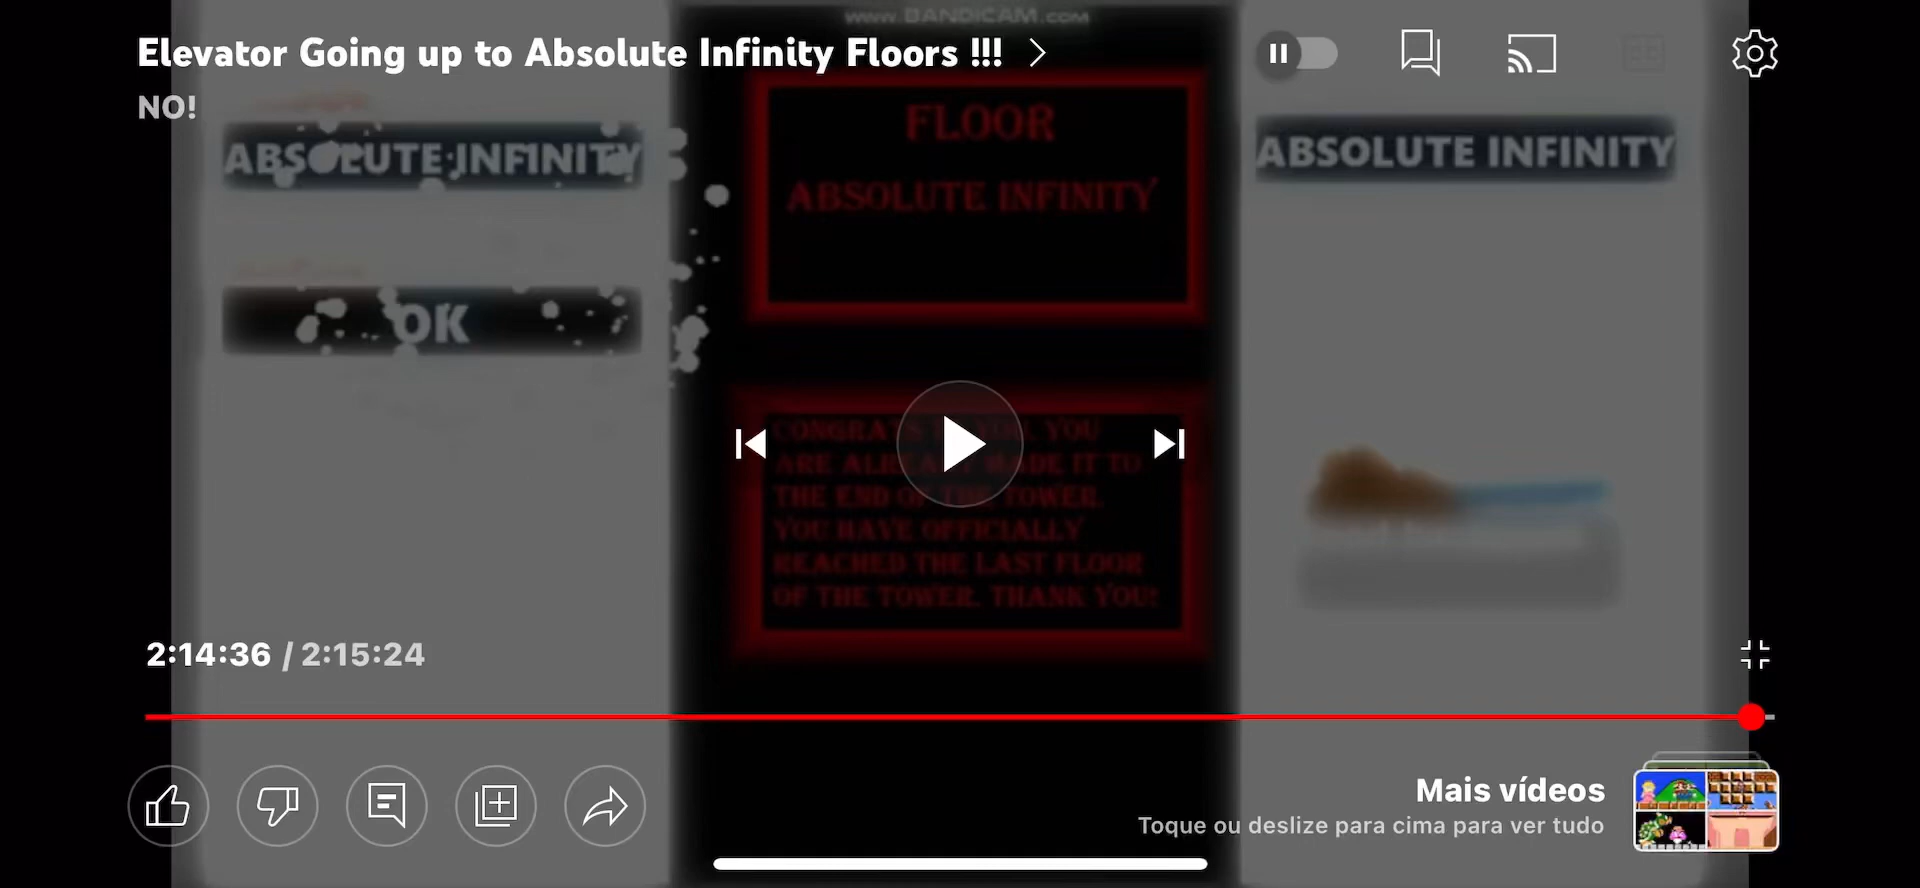 www.BANDICAM.com
Elevator Going up to Absolute Infinity Floors !!!
NO!
ABSOLUTE INFINITY
OK
FLOOR
ABSOLUTE INFINITY
ABSOLUTE INFINITY
CONGRATS YOU
ARE ALREADY MADE IT TO
THE END OF THE TOWER.
YOU HAVE OFFICIALLY
REACHED THE LAST FLOOR
OF THE TOWER. THANK YOU!
2:14:36 / 2:15:24
Mais vídeos
Toque ou deslize para cima para ver tudo